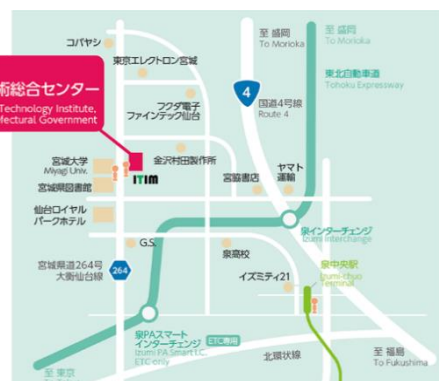 コバヤシ
東京エレクトロン宮城
至 盛岡
To Morioka
至 盛岡
To Morioka
東北自動車道
Tohoku Expressway
術総合センター
Technology Institute,
fectural Government
フクダ電子
ファインテック仙台
4
国道4号線
Route 4
宮城大学
Miyagi Univ.
宮城県図書館
ITIM
金沢村田製作所
宮脇書店
ヤマト
運輸
仙台ロイヤル
パークホテル
泉インターチェンジ
Izumi Interchange
G.S.
泉高校
宮城県道264号
大衡仙台線
264
イズミティ21
泉中央駅
Izumi-chuo
Terminal
泉PAスマート
インターチェンジ
ETC専用
Izumi PA Smart I.C.
ETC only
北環状線
至 福島
To Fukushima
至 東京